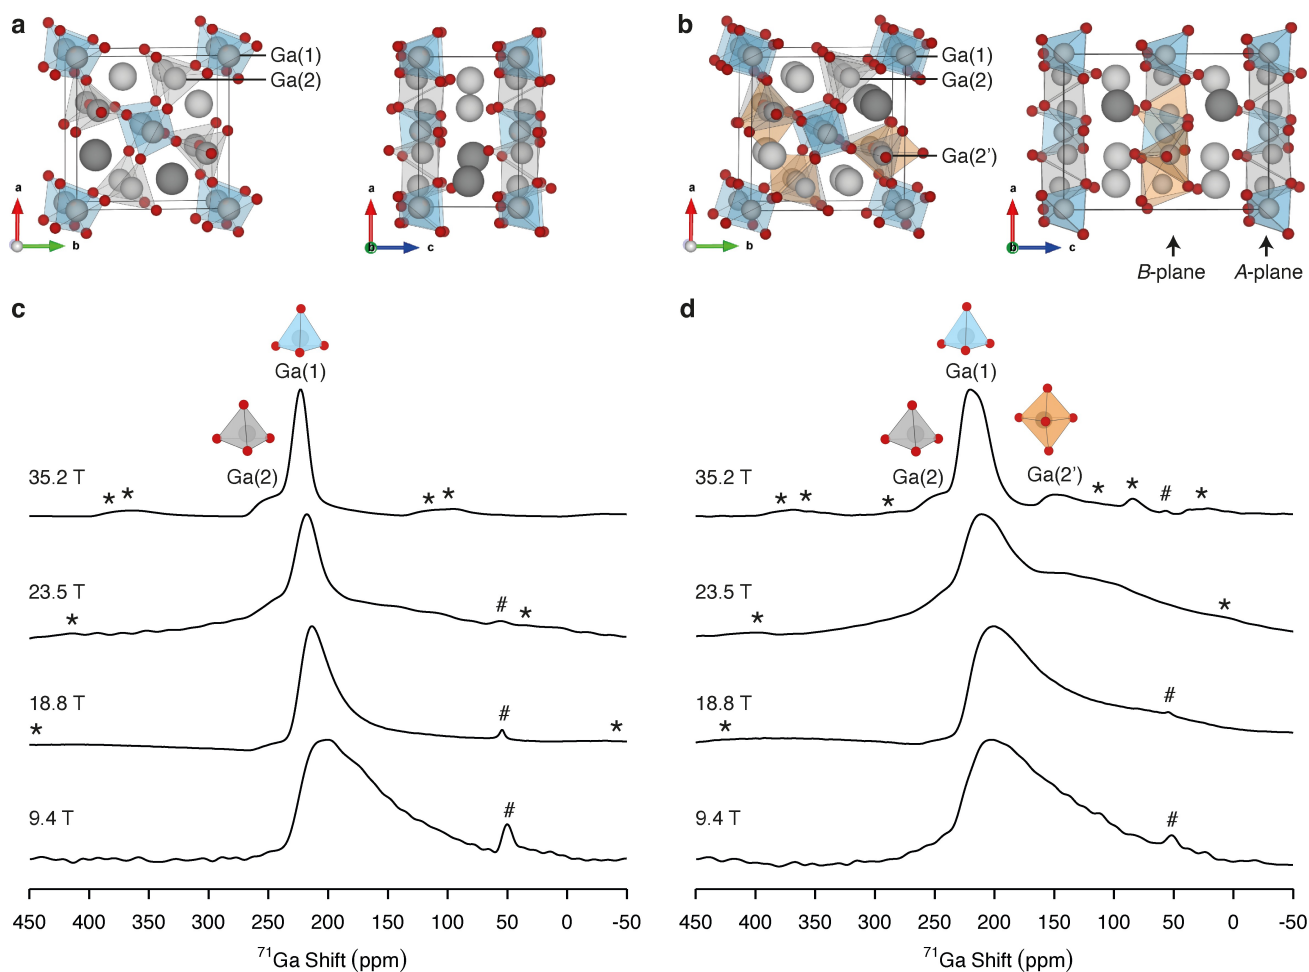 a
Ga(1)
Ga(2)
a
b
a
b
c
b
Ga(1)
Ga(2)
Ga(2')
a
b
a
b
c
B-plane
A-plane
c
Ga(1)
Ga(2)
35.2 T
* * * *
23.5 T
* # *
18.8 T
* # *
9.4 T
#
450 400 350 300 250 200 150 100 50 0 -50
71Ga Shift (ppm)
d
Ga(1)
Ga(2)
Ga(2')
35.2 T
* * * * * # *
23.5 T
* *
18.8 T
* #
9.4 T
#
450 400 350 300 250 200 150 100 50 0 -50
71Ga Shift (ppm)